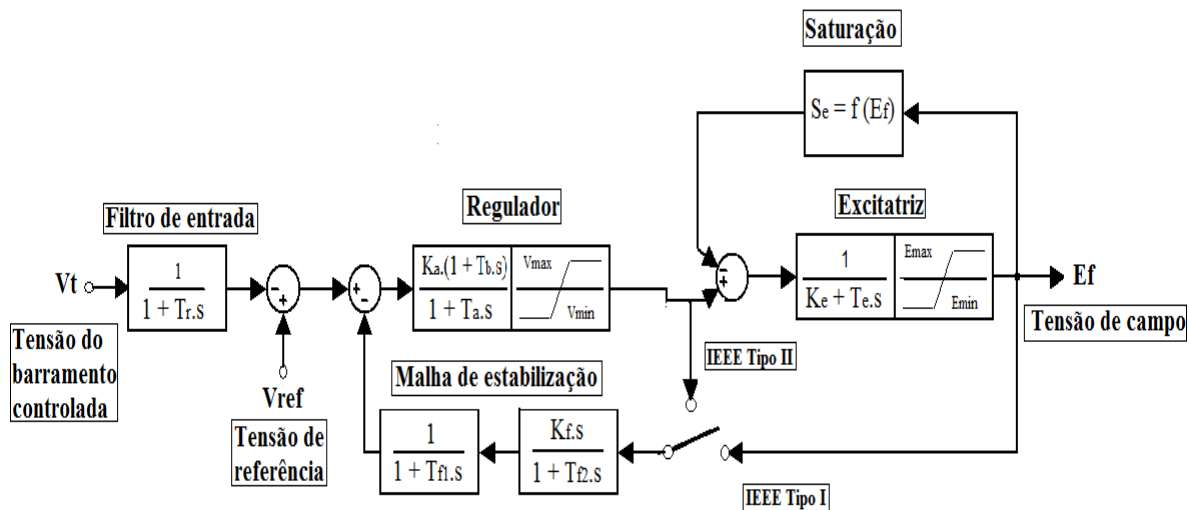 Saturação
Se = f (Ef)
Filtro de entrada
Regulador
Excitatriz
Vt
1
1 + Tr.s
Ka.(1 + Tb.s)
1 + Ta.s
Vmax
Vmin
1
Ke + Te.s
Emax
Emin
Ef
Tensão de campo
Tensão do
barramento
controlada
Vref
Tensão de
referência
Malha de estabilização
IEEE Tipo II
1
1 + Tf1.s
Kf.s
1 + Tf2.s
IEEE Tipo I